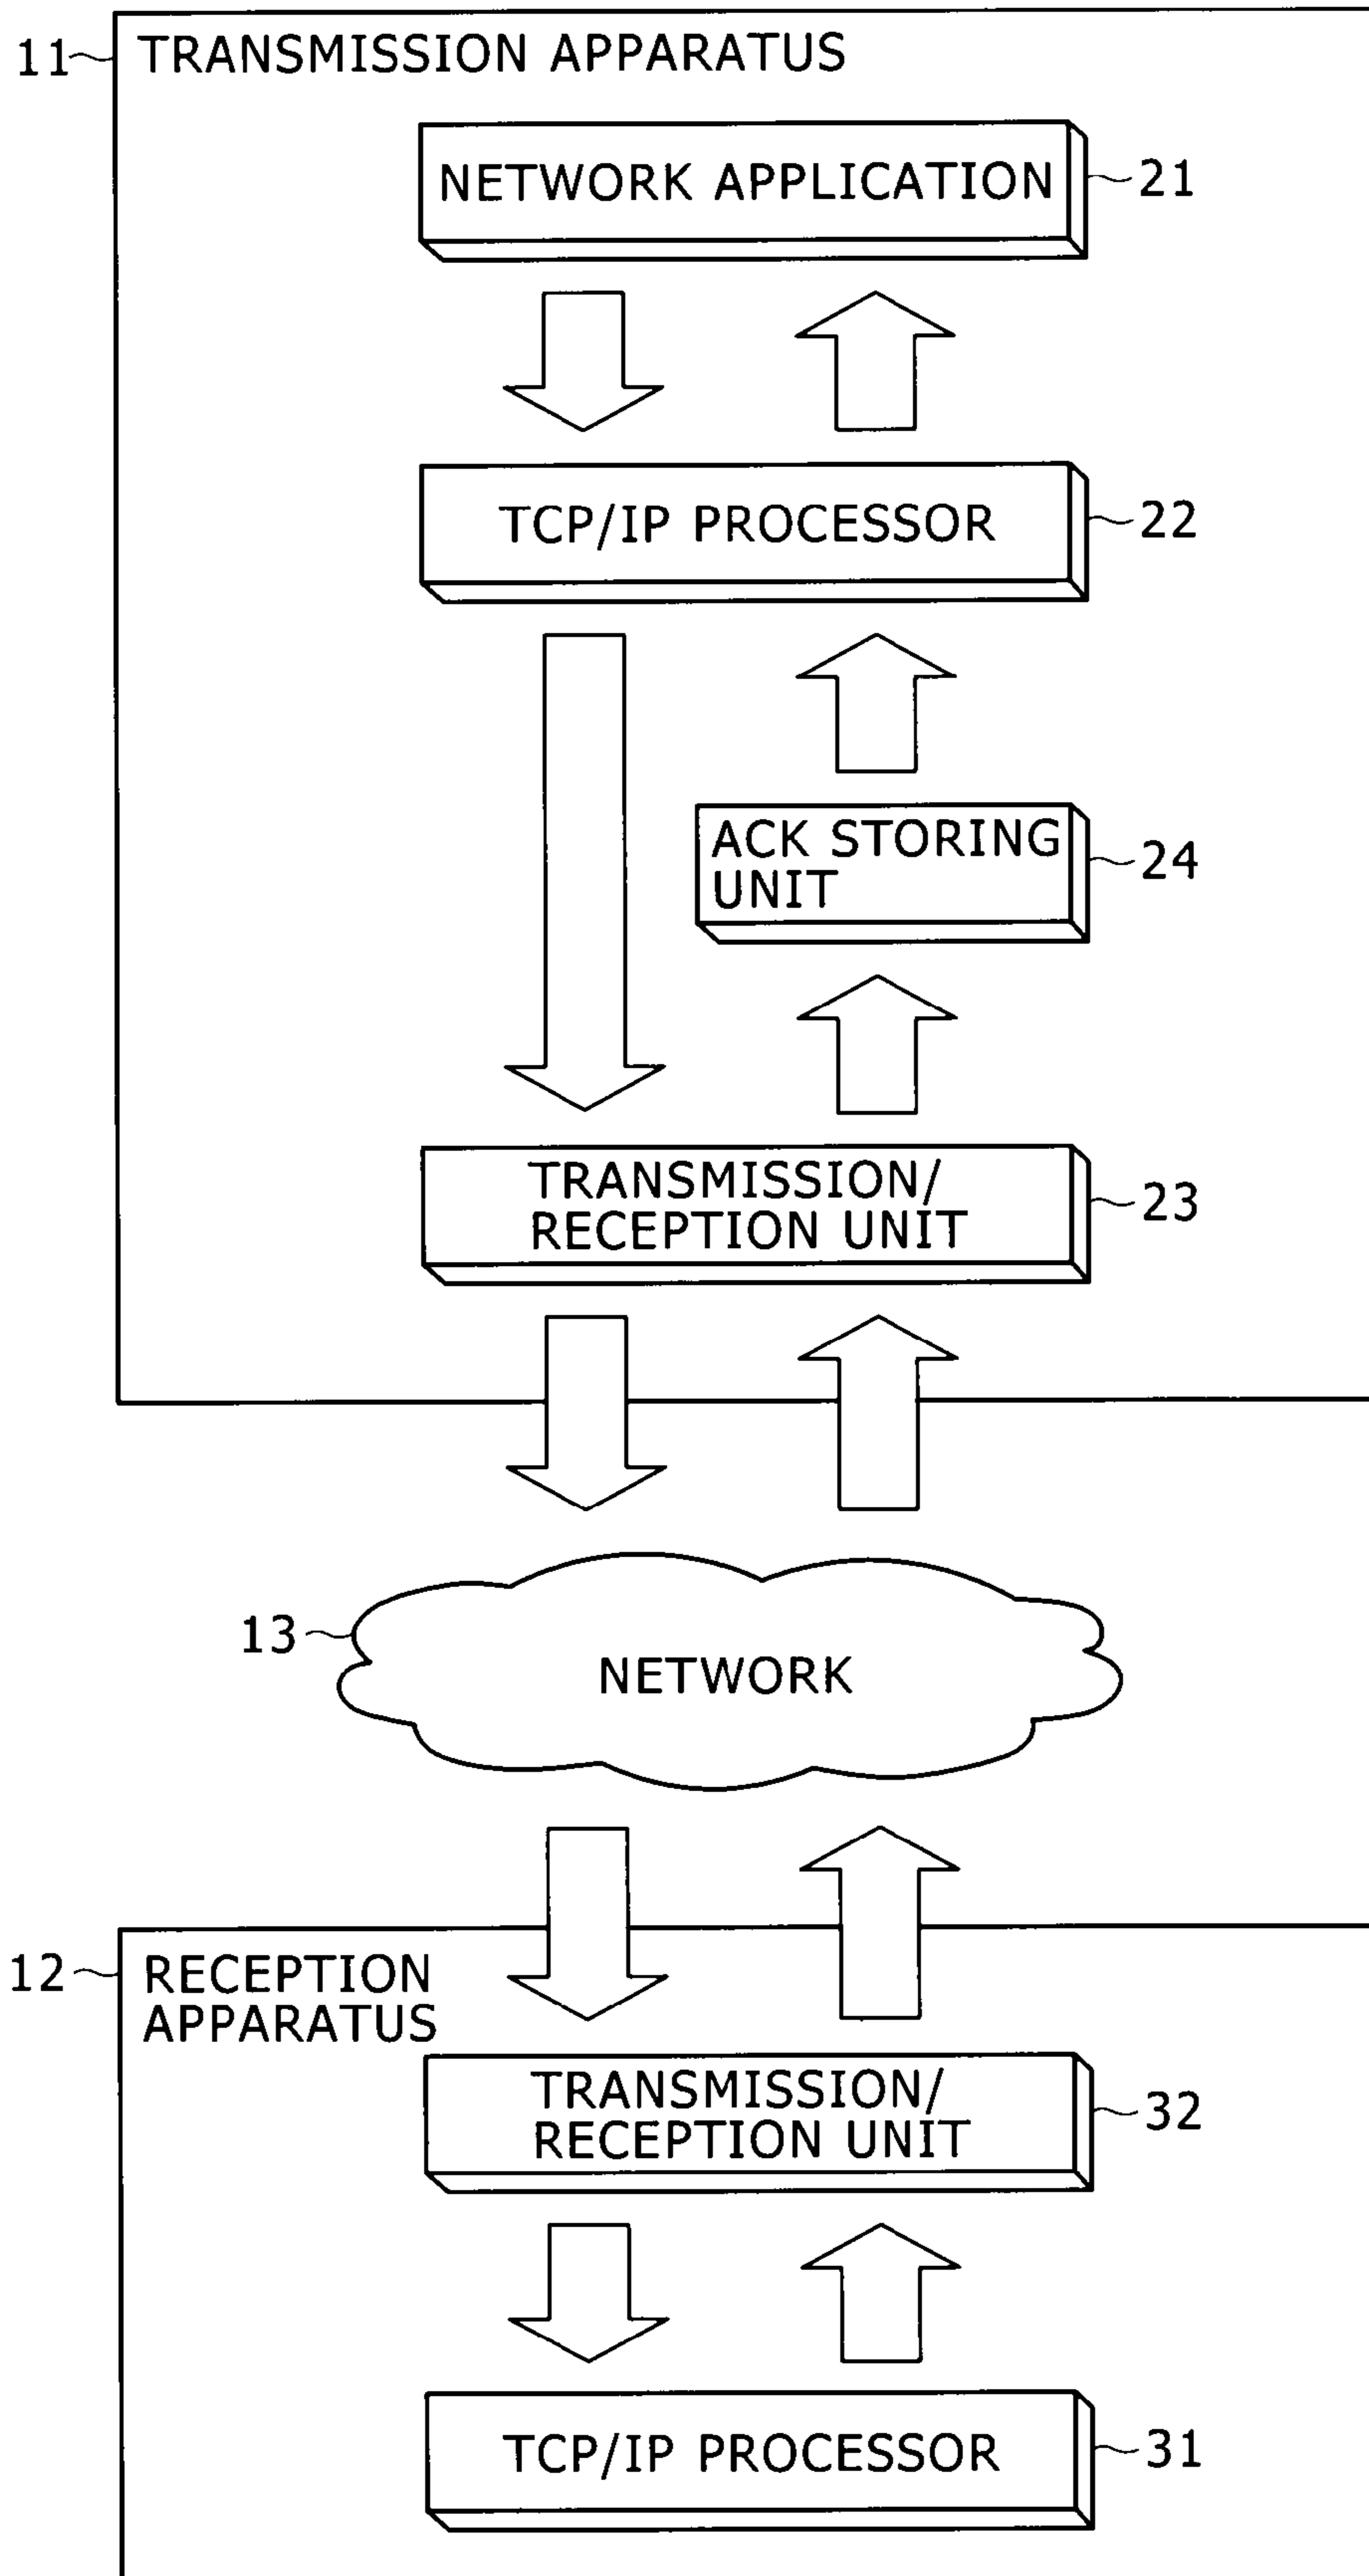 11
TRANSMISSION APPARATUS
NETWORK APPLICATION
21
TCP/IP PROCESSOR
22
ACK STORING
UNIT
24
TRANSMISSION/
RECEPTION UNIT
23
13
NETWORK
12
RECEPTION
APPARATUS
TRANSMISSION/
RECEPTION UNIT
32
TCP/IP PROCESSOR
31